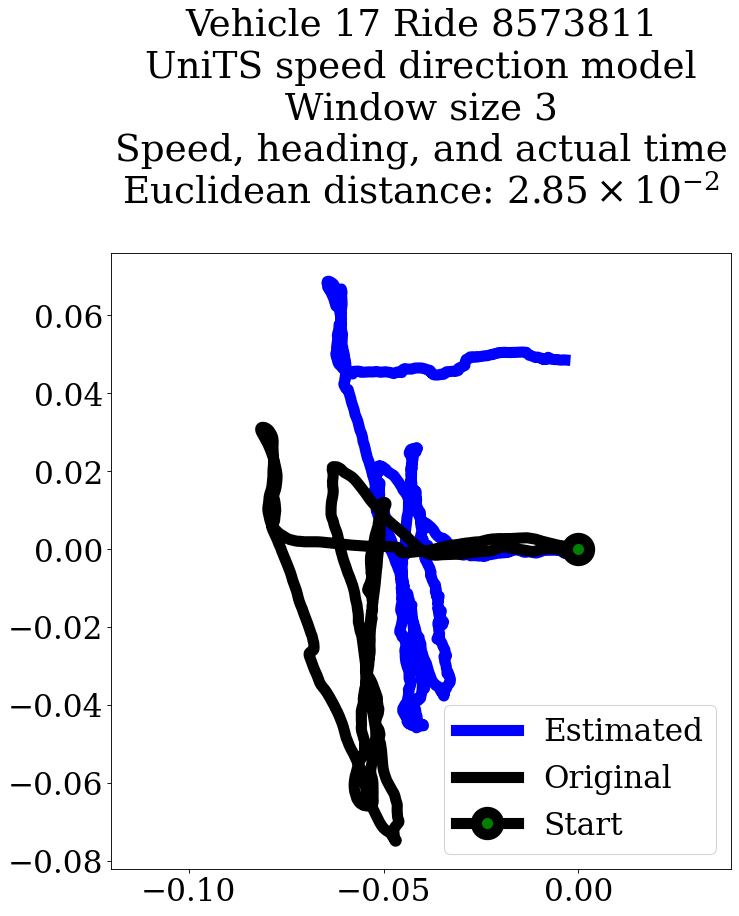 Vehicle 17 Ride 8573811
UniTS speed direction model
Window size 3
Speed, heading, and actual time
Euclidean distance: 2.85 × 10⁻²
0.06
0.04
0.02
0.00
−0.02
−0.04
−0.06
−0.08
−0.10
−0.05
0.00
Estimated
Original
Start